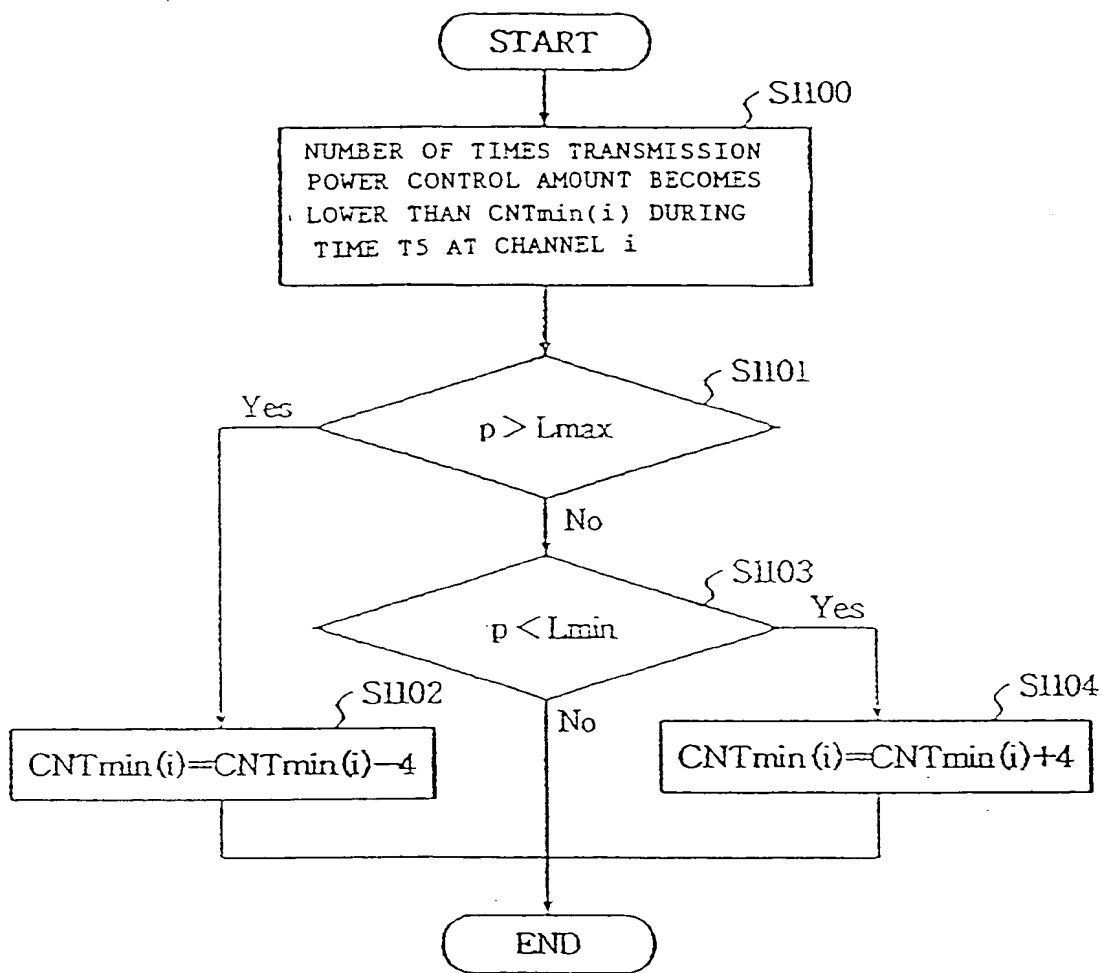 START
S1100
NUMBER OF TIMES TRANSMISSION
POWER CONTROL AMOUNT BECOMES
LOWER THAN CNTmin(i) DURING
TIME T5 AT CHANNEL i
S1101
Yes
p > Lmax
No
S1103
Yes
p < Lmin
S1102
No
S1104
CNTmin(i)=CNTmin(i)-4
CNTmin(i)=CNTmin(i)+4
END